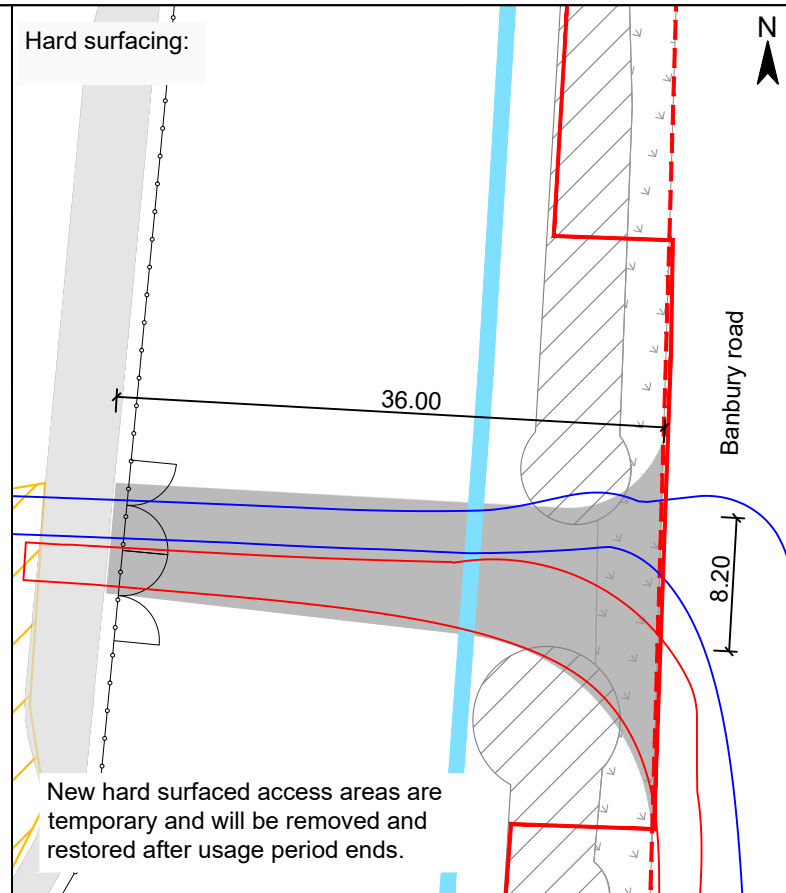 Hard surfacing:
N
Banbury road
36.00
8.20
New hard surfaced access areas are
temporary and will be removed and
restored after usage period ends.